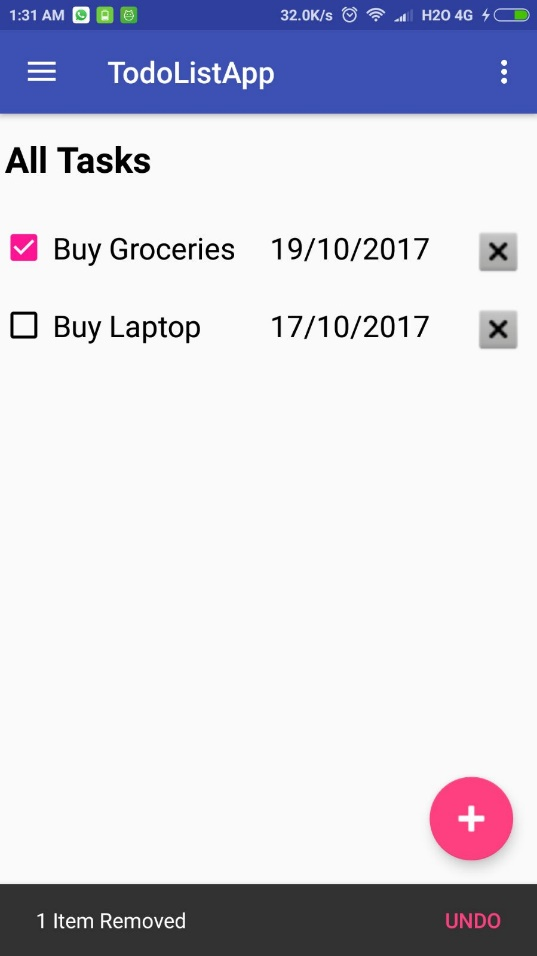 1:31 AM 32.0K/s H2O 4G
TodoListApp
All Tasks
Buy Groceries 19/10/2017
Buy Laptop 17/10/2017
1 Item Removed UNDO